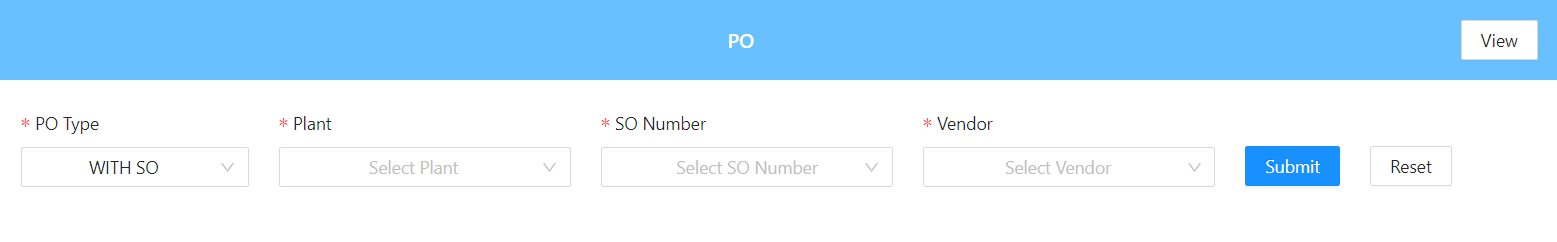 PO
View
* PO Type
* Plant
* SO Number
* Vendor
WITH SO
Select Plant
Select SO Number
Select Vendor
Submit
Reset